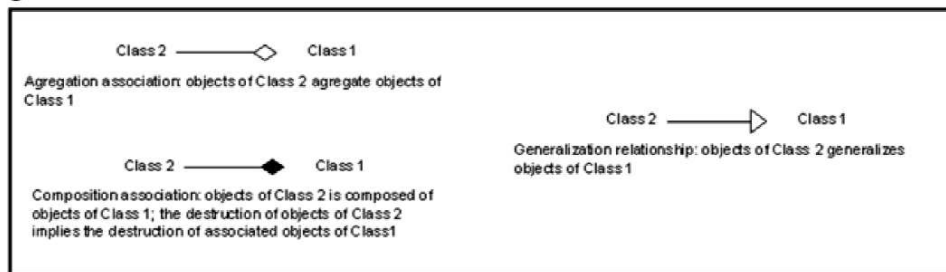 Class 2 Class 1
Agregation association: objects of Class 2 agregate objects of
Class 1
Class 2 Class 1
Composition association: objects of Class 2 is composed of
objects of Class 1; the destruction of objects of Class 2
implies the destruction of associated objects of Class1
Class 2 Class 1
Generalization relationship: objects of Class 2 generalizes
objects of Class 1